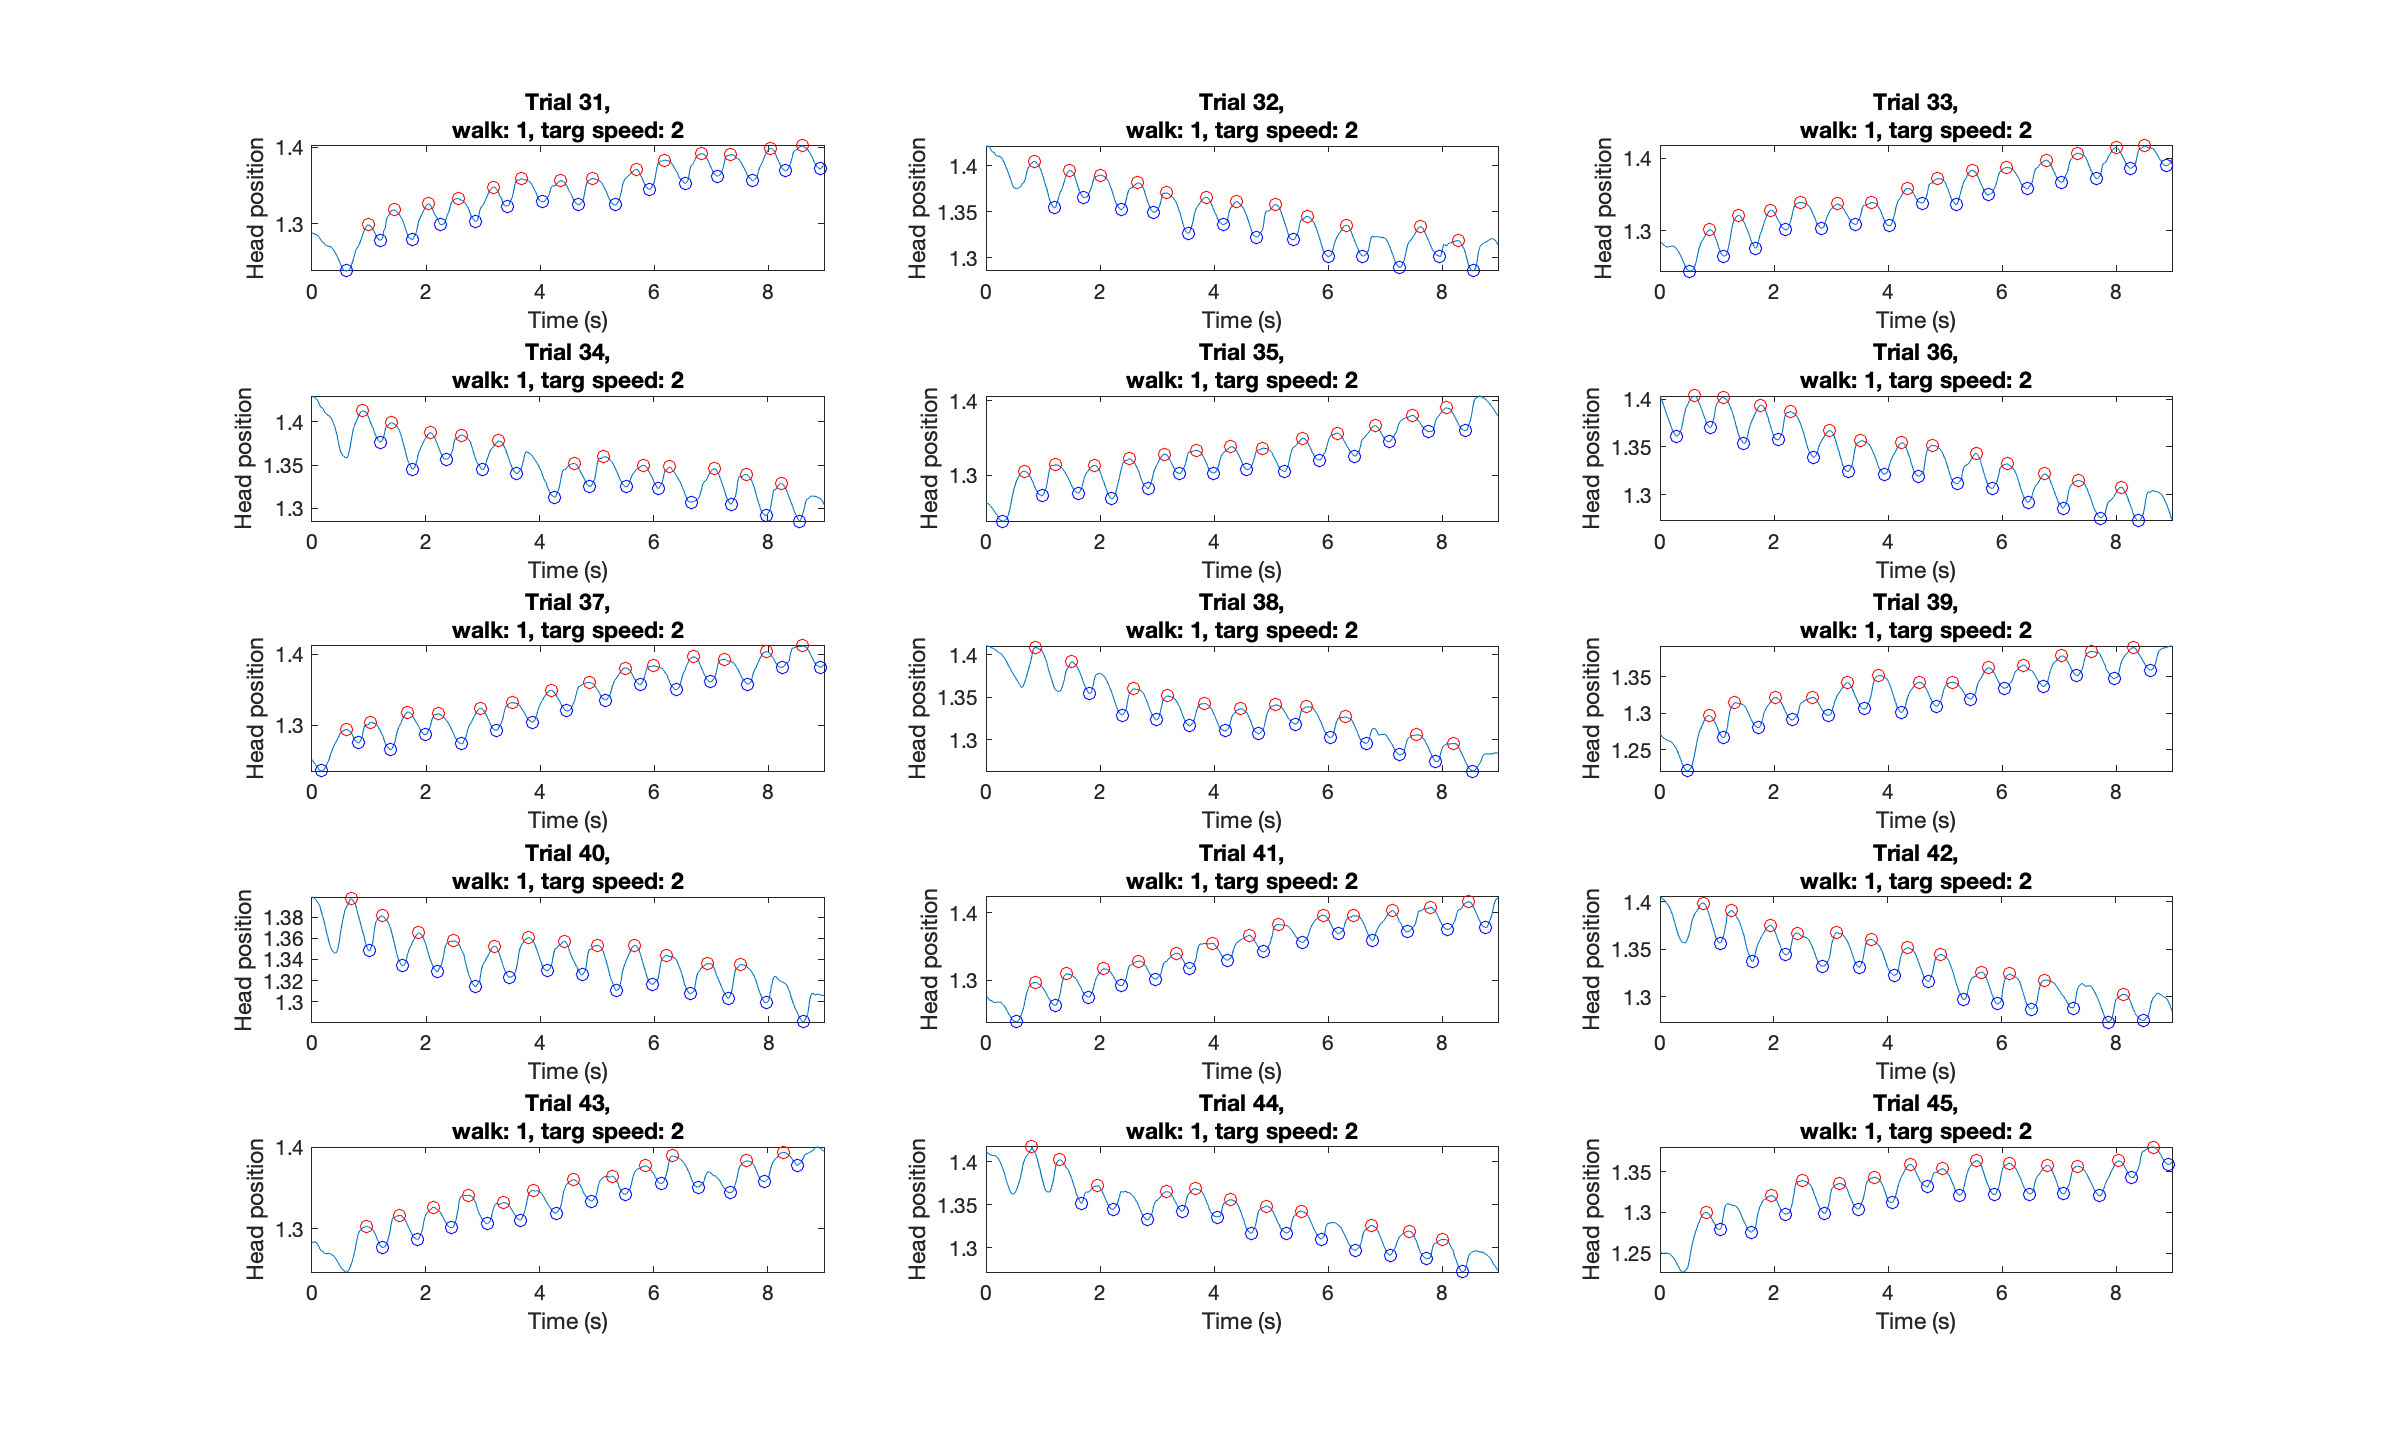 Trial 31,
walk: 1, targ speed: 2
Head position
1.4
1.3
0 2 4 6 8
Time (s)
Trial 32,
walk: 1, targ speed: 2
Head position
1.4
1.35
1.3
0 2 4 6 8
Time (s)
Trial 33,
walk: 1, targ speed: 2
Head position
1.4
1.3
0 2 4 6 8
Time (s)
Trial 34,
walk: 1, targ speed: 2
Head position
1.4
1.35
1.3
0 2 4 6 8
Time (s)
Trial 35,
walk: 1, targ speed: 2
Head position
1.4
1.3
0 2 4 6 8
Time (s)
Trial 36,
walk: 1, targ speed: 2
Head position
1.4
1.35
1.3
0 2 4 6 8
Time (s)
Trial 37,
walk: 1, targ speed: 2
Head position
1.4
1.3
0 2 4 6 8
Time (s)
Trial 38,
walk: 1, targ speed: 2
Head position
1.4
1.35
1.3
0 2 4 6 8
Time (s)
Trial 39,
walk: 1, targ speed: 2
Head position
1.35
1.3
1.25
0 2 4 6 8
Time (s)
Trial 40,
walk: 1, targ speed: 2
Head position
1.38
1.36
1.34
1.32
1.3
0 2 4 6 8
Time (s)
Trial 41,
walk: 1, targ speed: 2
Head position
1.4
1.3
0 2 4 6 8
Time (s)
Trial 42,
walk: 1, targ speed: 2
Head position
1.4
1.35
1.3
0 2 4 6 8
Time (s)
Trial 43,
walk: 1, targ speed: 2
Head position
1.4
1.3
0 2 4 6 8
Time (s)
Trial 44,
walk: 1, targ speed: 2
Head position
1.4
1.35
1.3
0 2 4 6 8
Time (s)
Trial 45,
walk: 1, targ speed: 2
Head position
1.35
1.3
1.25
0 2 4 6 8
Time (s)